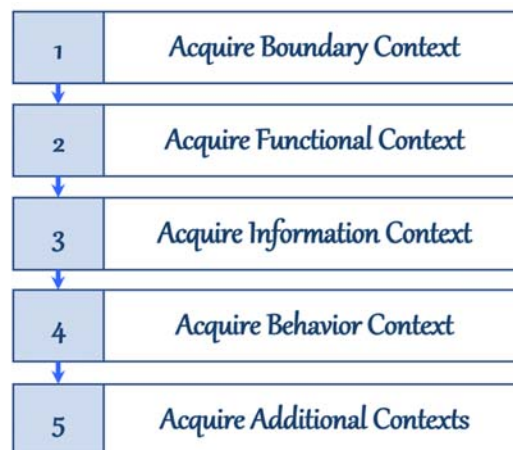 1 Acquire Boundary Context
2 Acquire Functional Context
3 Acquire Information Context
4 Acquire Behavior Context
5 Acquire Additional Contexts